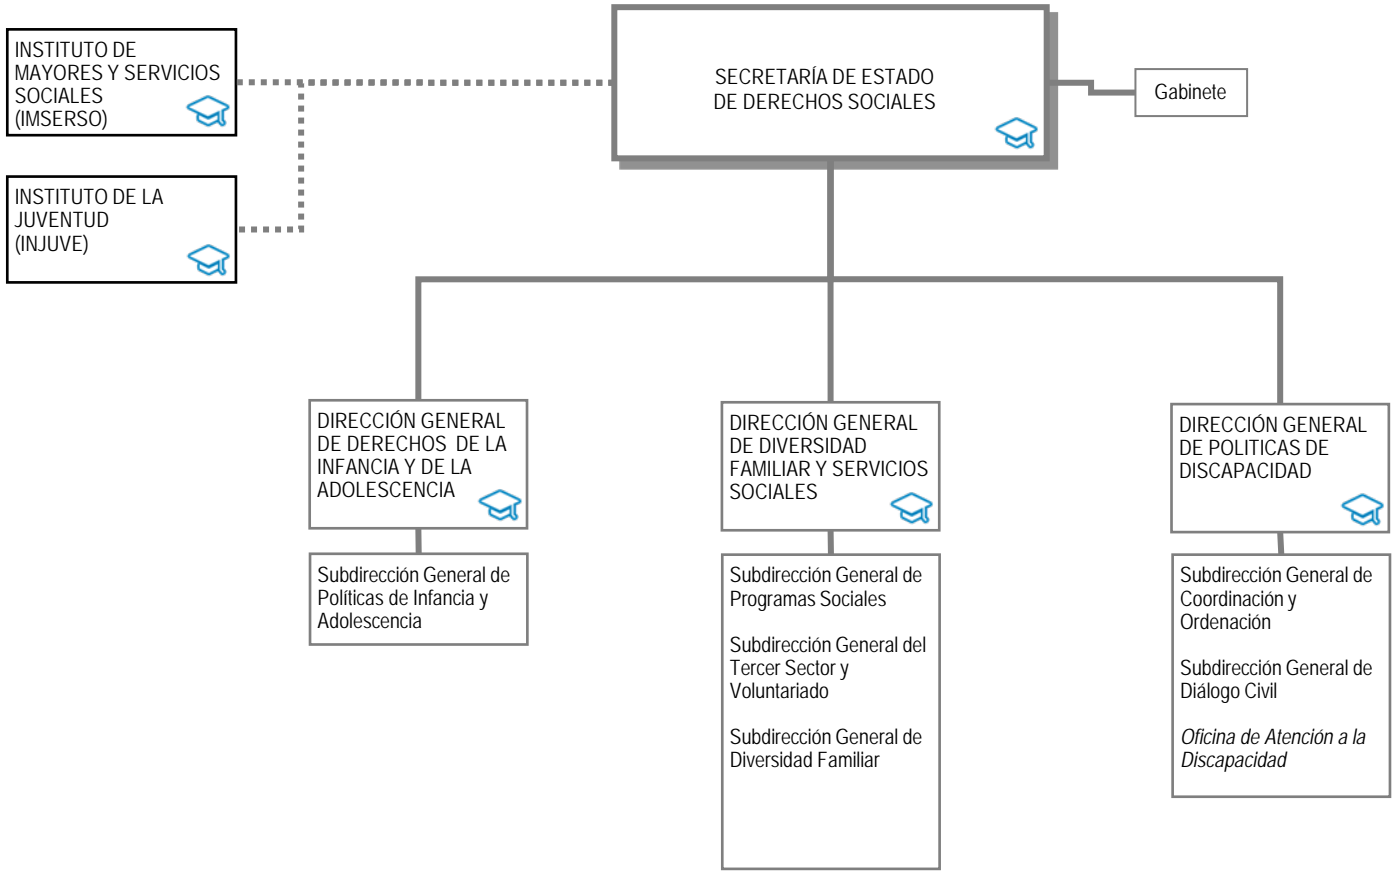 INSTITUTO DE
MAYORES Y SERVICIOS
SOCIALES
(IMSERSO)
SECRETARÍA DE ESTADO
DE DERECHOS SOCIALES
Gabinete
INSTITUTO DE LA
JUVENTUD
(INJUVE)
DIRECCIÓN GENERAL
DE DERECHOS DE LA
INFANCIA Y DE LA
ADOLESCENCIA
Subdirección General de
Políticas de Infancia y
Adolescencia
DIRECCIÓN GENERAL
DE DIVERSIDAD
FAMILIAR Y SERVICIOS
SOCIALES
Subdirección General de
Programas Sociales
Subdirección General del
Tercer Sector y
Voluntariado
Subdirección General de
Diversidad Familiar
DIRECCIÓN GENERAL
DE POLITICAS DE
DISCAPACIDAD
Subdirección General de
Coordinación y
Ordenación
Subdirección General de
Diálogo Civil
Oficina de Atención a la
Discapacidad